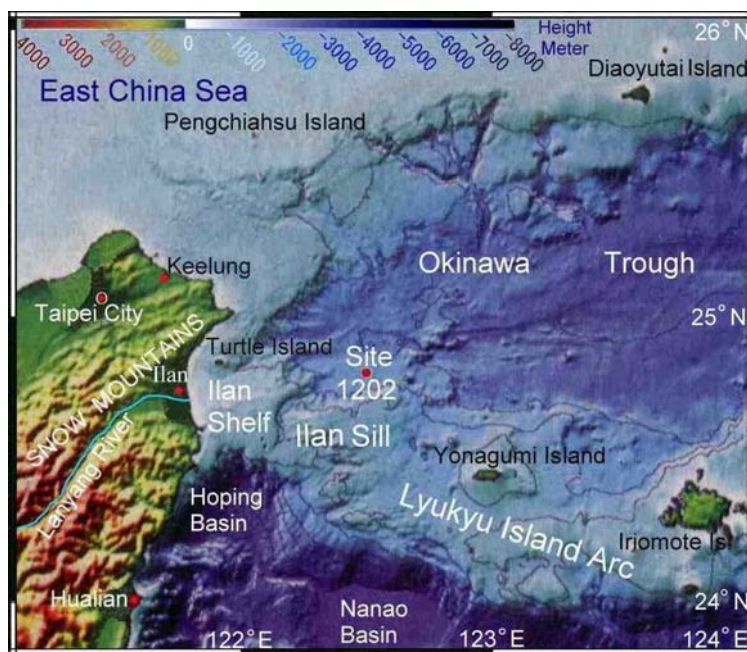 4000
3000
2000
1000
0
-1000
-2000
-3000
-4000
-5000
-6000
-7000
-8000
Height
Meter
26°N
East China Sea
Diaoyutai Island
Pengchiahsu Island
Keelung
Okinawa Trough
Taipei City
25°N
Turtle Island
Site
1202
SNOW MOUNTAINS
Ilan
Ilan
Shelf
Ilan Sill
Lanyang River
Yonagumi Island
Hoping
Basin
Lyukyu Island Arc
Iriomote Isl
Hualian
24°N
Nanao
Basin
122°E
123°E
124°E